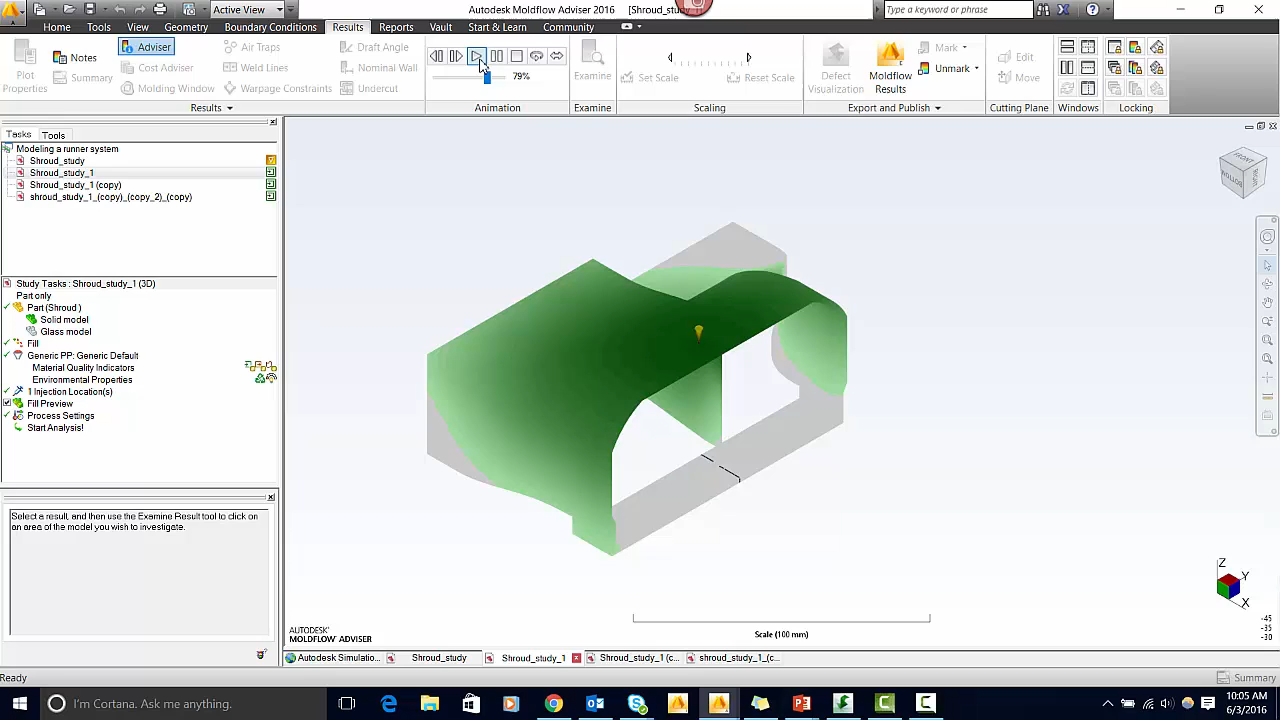 Active View
Autodesk Moldflow Adviser 2016
[Shroud_study_
Type a keyword or phrase
Home
Tools
View
Geometry
Boundary Conditions
Results
Reports
Vault
Start & Learn
Community
Plot Properties
Notes
Summary
Adviser
Cost Adviser
Molding Window
Air Traps
Weld Lines
Warpage Constraints
Draft Angle
Nominal Wall
Undercut
79%
Examine
Set Scale
Reset Scale
Defect Visualization
Moldflow Results
Mark
Unmark
Edit
Move
Results
Animation
Examine
Scaling
Export and Publish
Cutting Plane
Windows
Locking
Tasks
Tools
Modeling a runner system
Shroud_study
Shroud_study_1
Shroud_study_1 (copy)
shroud_study_1_(copy)_(copy_2)_(copy)
Study Tasks : Shroud_study_1 (3D)
Part only
Part (Shroud )
Solid model
Glass model
Fill
Generic PP: Generic Default
Material Quality Indicators
Environmental Properties
1 Injection Location(s)
Fill Preview
Process Settings
Start Analysis!
Select a result, and then use the Examine Result tool to click on
an area of the model you wish to investigate.
FRONT
RIGHT
BOTTOM
Z
Y
X
-45
-35
-30
Scale (100 mm)
AUTODESK
MOLDFLOW ADVISER
Autodesk Simulatio...
Shroud_study
Shroud_study_1
Shroud_study_1 (c...
shroud_study_1_(c...
Ready
Summary
I'm Cortana. Ask me anything.
10:05 AM
6/3/2016